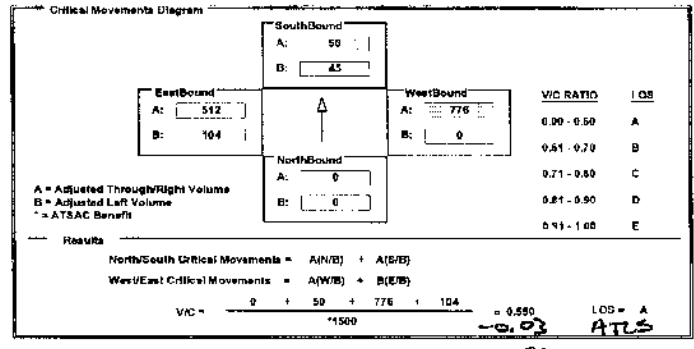 Critical Movements Diagram
SouthBound
A: 50
B: 45
EastBound
A: 512
B: 104
WestBound
A: 776
B: 0
NorthBound
A: 0
B: 0
V/C RATIO LOS
0.00 - 0.60 A
0.61 - 0.70 B
0.71 - 0.80 C
0.81 - 0.90 D
0.91 - 1.00 E
A = Adjusted Through/Right Volume
B = Adjusted Left Volume
* = ATSAC Benefit
Results
North/South Critical Movements = A(N/B) + A(S/B)
West/East Critical Movements = A(W/B) + B(E/B)
V/C = 0 + 50 + 776 + 104 = 0.550 LOS = A
*1500
-0.03 ATCS